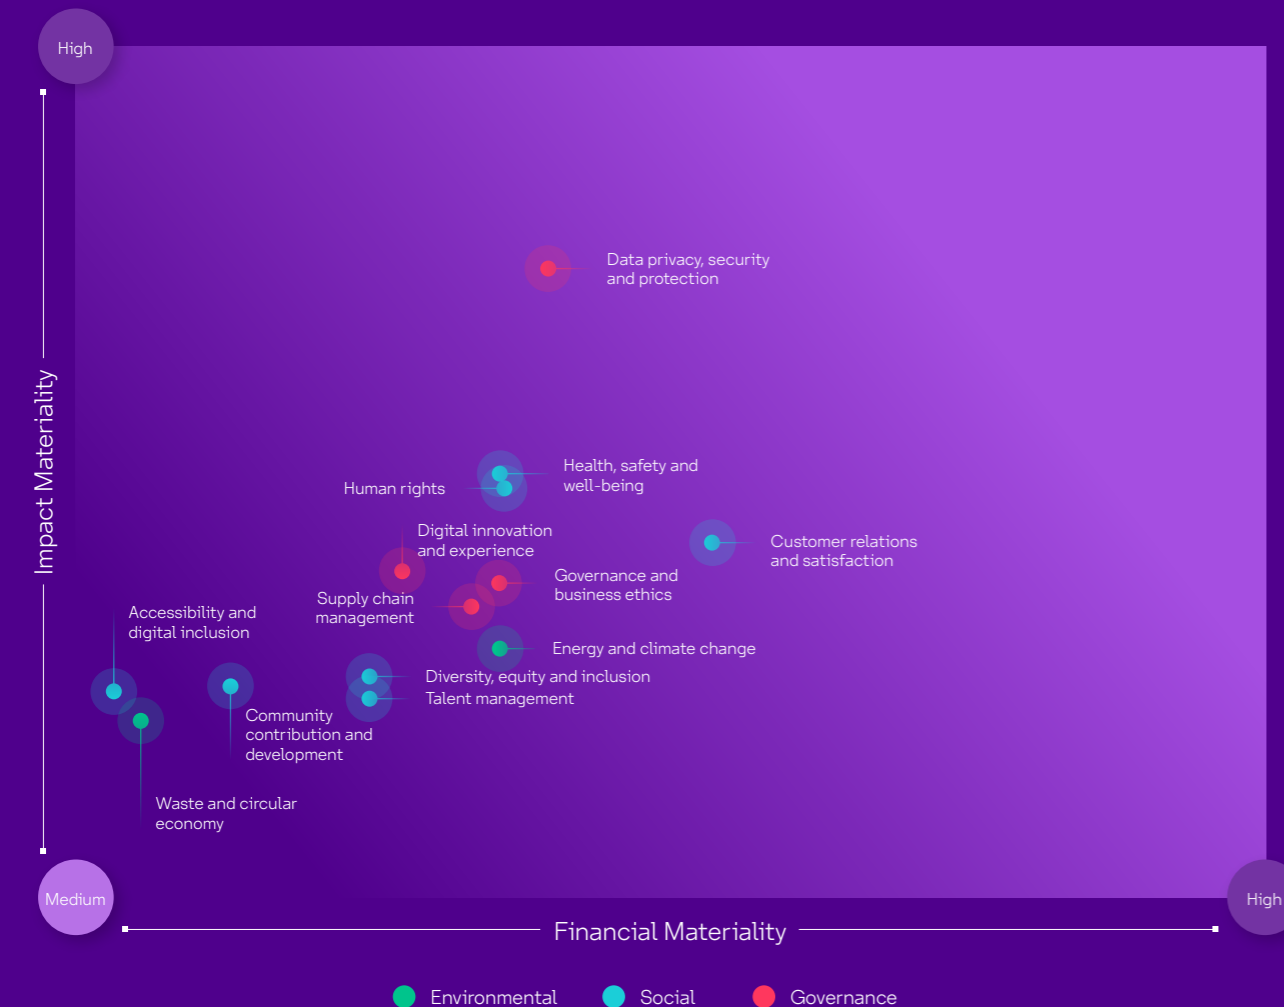 High
Data privacy, security
and protection
Health, safety and
well-being
Human rights
Digital innovation
and experience
Customer relations
and satisfaction
Governance and
business ethics
Supply chain
management
Accessibility and
digital inclusion
Energy and climate change
Diversity, equity and inclusion
Talent management
Community
contribution and
development
Waste and circular
economy
Impact Materiality
Medium
High
Financial Materiality
Environmental
Social
Governance